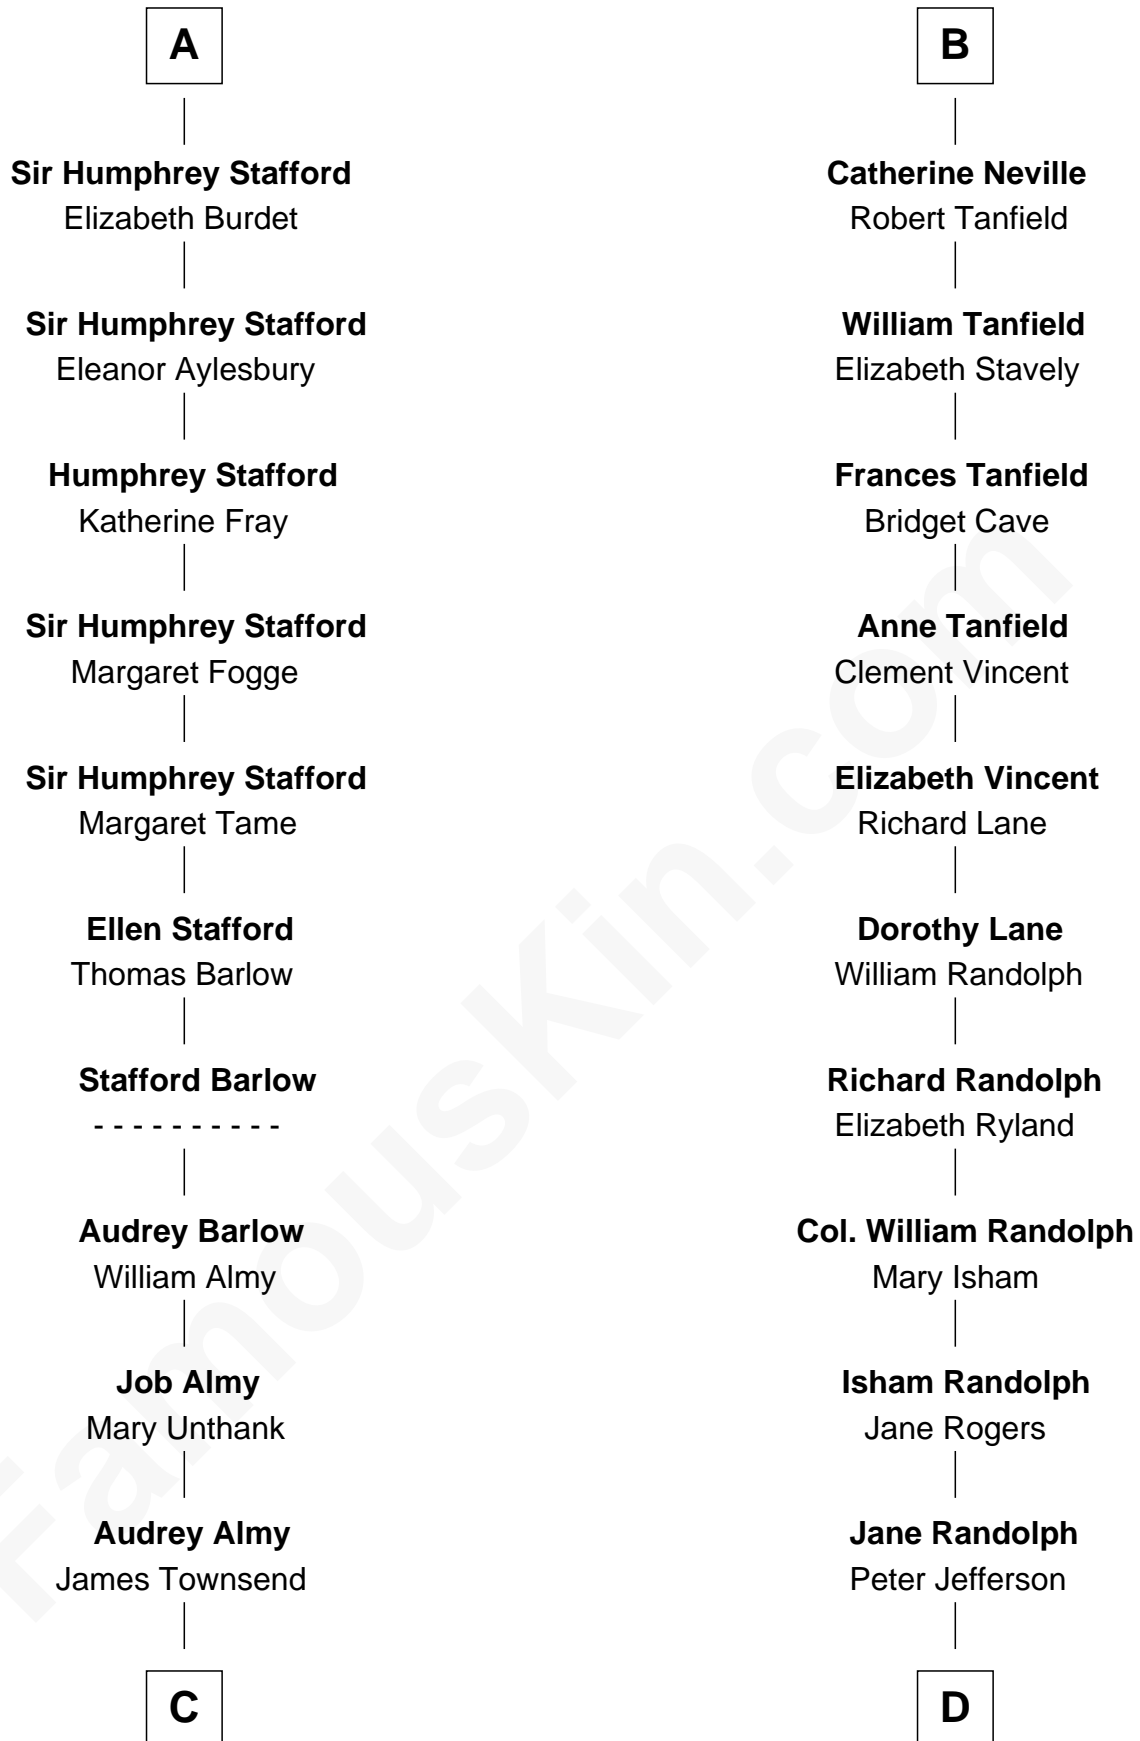 A
Sir Humphrey Stafford
Elizabeth Burdet
Sir Humphrey Stafford
Eleanor Aylesbury
Humphrey Stafford
Katherine Fray
Sir Humphrey Stafford
Margaret Fogge
Sir Humphrey Stafford
Margaret Tame
Ellen Stafford
Thomas Barlow
Stafford Barlow
- - - - - - - - - -
Audrey Barlow
William Almy
Job Almy
Mary Unthank
Audrey Almy
James Townsend
C
B
Catherine Neville
Robert Tanfield
William Tanfield
Elizabeth Stavely
Frances Tanfield
Bridget Cave
Anne Tanfield
Clement Vincent
Elizabeth Vincent
Richard Lane
Dorothy Lane
William Randolph
Richard Randolph
Elizabeth Ryland
Col. William Randolph
Mary Isham
Isham Randolph
Jane Rogers
Jane Randolph
Peter Jefferson
D
FamousKin.com